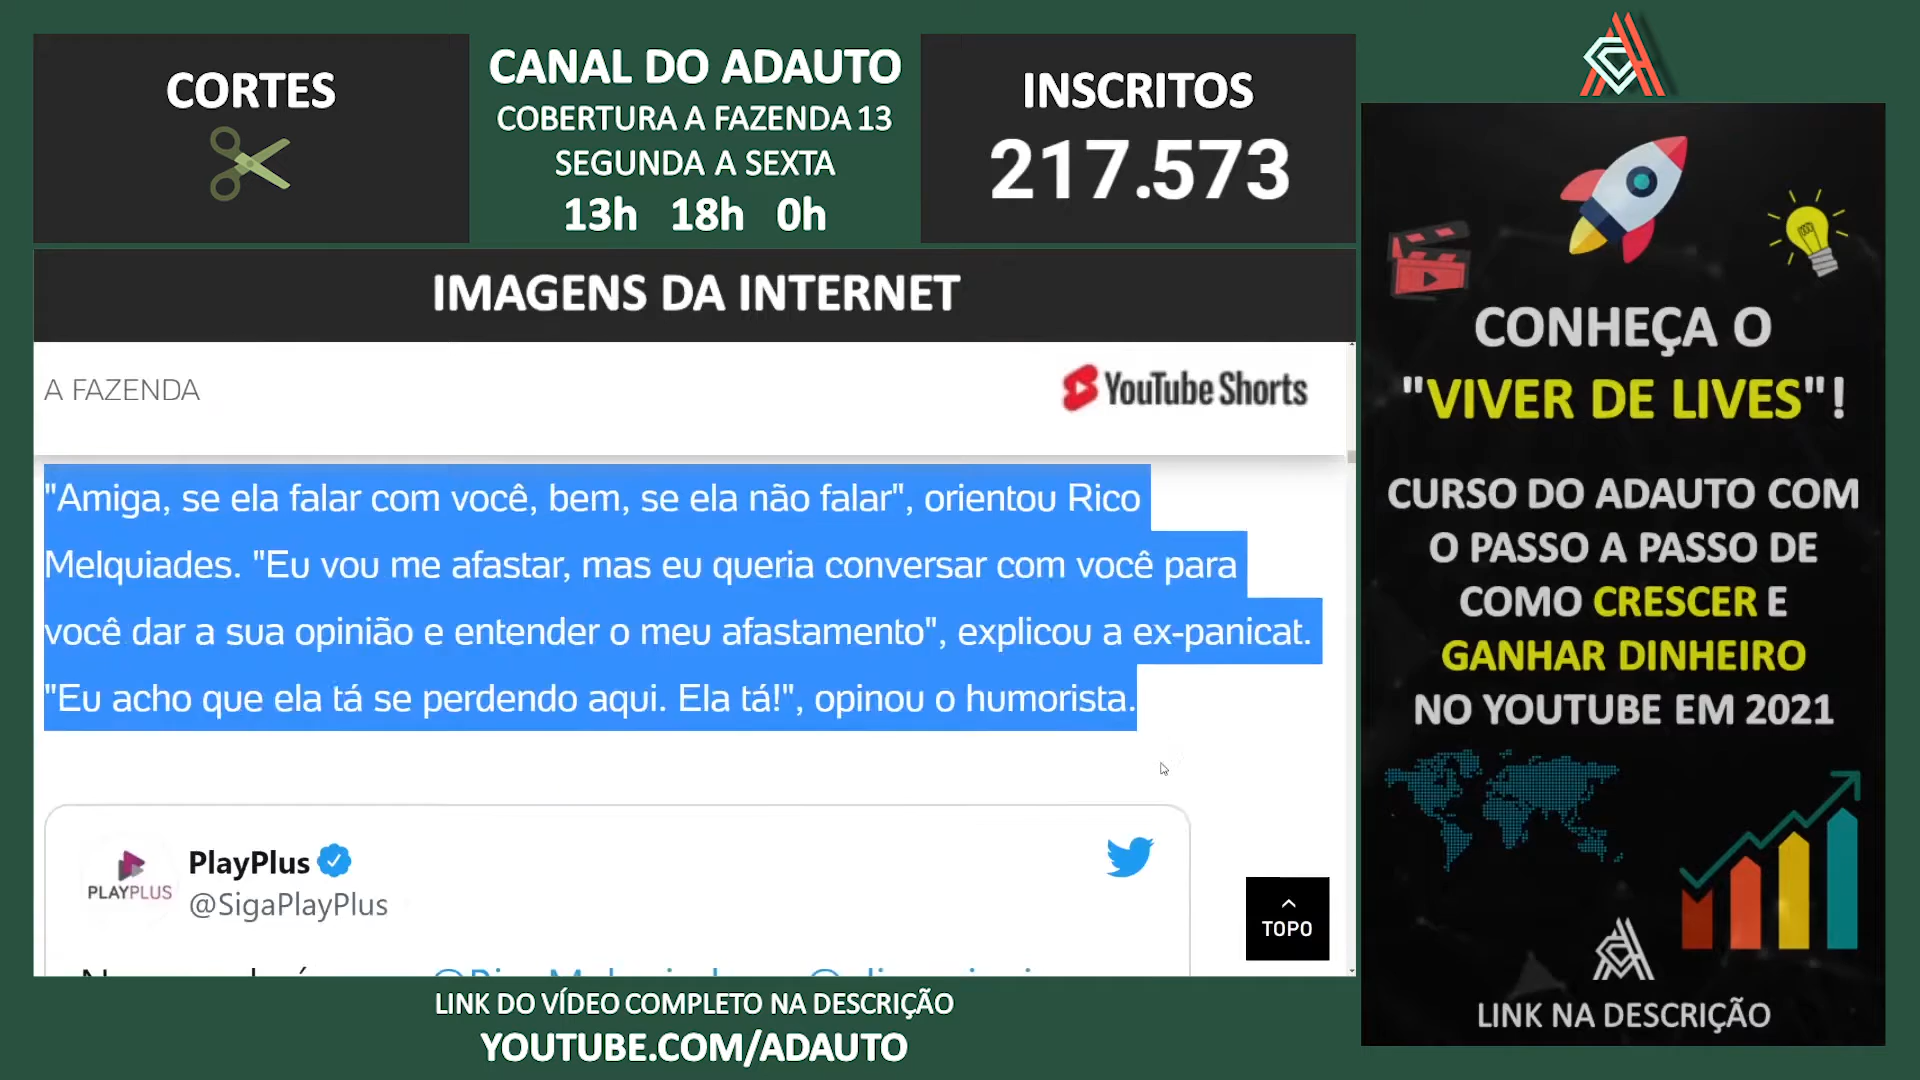 CORTES
CANAL DO ADAUTO
COBERTURA A FAZENDA 13
SEGUNDA A SEXTA
13h 18h 0h
INSCRITOS
217.573
IMAGENS DA INTERNET
A FAZENDA
YouTube Shorts
"Amiga, se ela falar com você, bem, se ela não falar", orientou Rico
Melquiades. "Eu vou me afastar, mas eu queria conversar com você para
você dar a sua opinião e entender o meu afastamento", explicou a ex-panicat.
"Eu acho que ela tá se perdendo aqui. Ela tá!", opinou o humorista.
PLAYPLUS
PlayPlus
@SigaPlayPlus
TOPO
LINK DO VÍDEO COMPLETO NA DESCRIÇÃO
YOUTUBE.COM/ADAUTO
CONHEÇA O
"VIVER DE LIVES"!
CURSO DO ADAUTO COM
O PASSO A PASSO DE
COMO CRESCER E
GANHAR DINHEIRO
NO YOUTUBE EM 2021
LINK NA DESCRIÇÃO